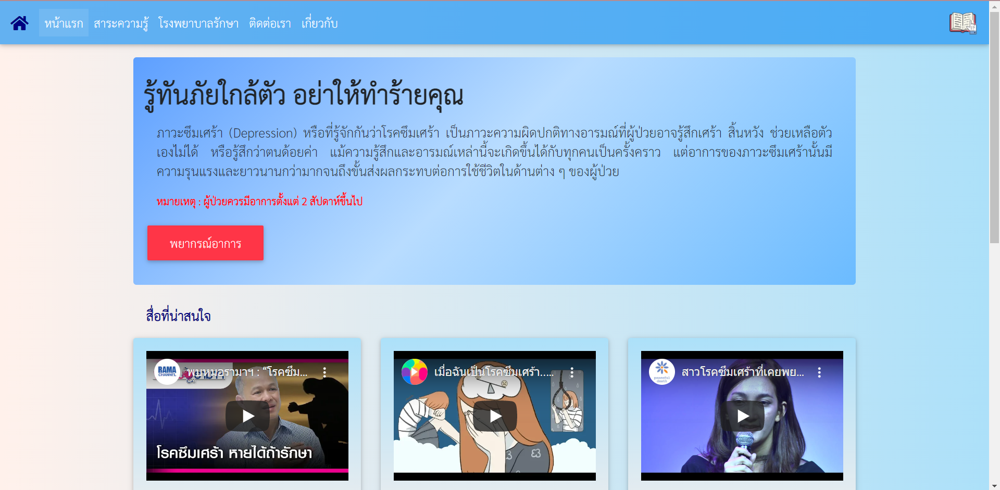 หน้าแรก สาระความรู้ โรงพยาบาลรักษา ติดต่อเรา เกี่ยวกับ
รู้ทันภัยใกล้ตัว อย่าให้ทำร้ายคุณ
ภาวะซึมเศร้า (Depression) หรือที่รู้จักกันว่าโรคซึมเศร้า เป็นภาวะความผิดปกติทางอารมณ์ที่ผู้ป่วยอาจรู้สึกเศร้า สิ้นหวัง ช่วยเหลือตัว
เองไม่ได้ หรือรู้สึกว่าตนด้อยค่า แม้ความรู้สึกและอารมณ์เหล่านี้จะเกิดขึ้นได้กับทุกคนเป็นครั้งคราว แต่อาการของภาวะซึมเศร้านั้นมี
ความรุนแรงและยาวนานกว่ามากจนถึงขั้นส่งผลกระทบต่อการใช้ชีวิตในด้านต่าง ๆ ของผู้ป่วย
หมายเหตุ : ผู้ป่วยควรมีอาการตั้งแต่ 2 สัปดาห์ขึ้นไป
พยากรณ์อาการ
สื่อที่น่าสนใจ
RAMA
CHANNEL
พบหมอรามาฯ : “โรคซึม...
โรคซึมเศร้า หายได้ถ้ารักษา
เมื่อฉันเป็นโรคซึมเศร้า.....
peaceful
death
สาวโรคซึมเศร้าที่เคยพย...